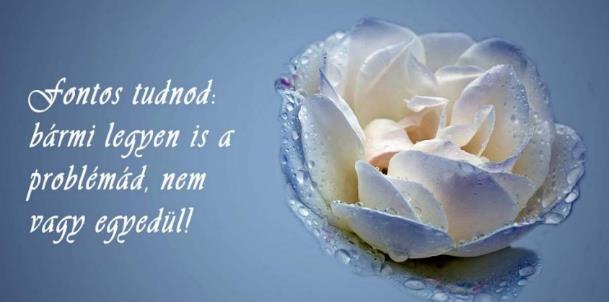 Fontos tudnod:
bármi legyen is a
problémád, nem
vagy egyedül!